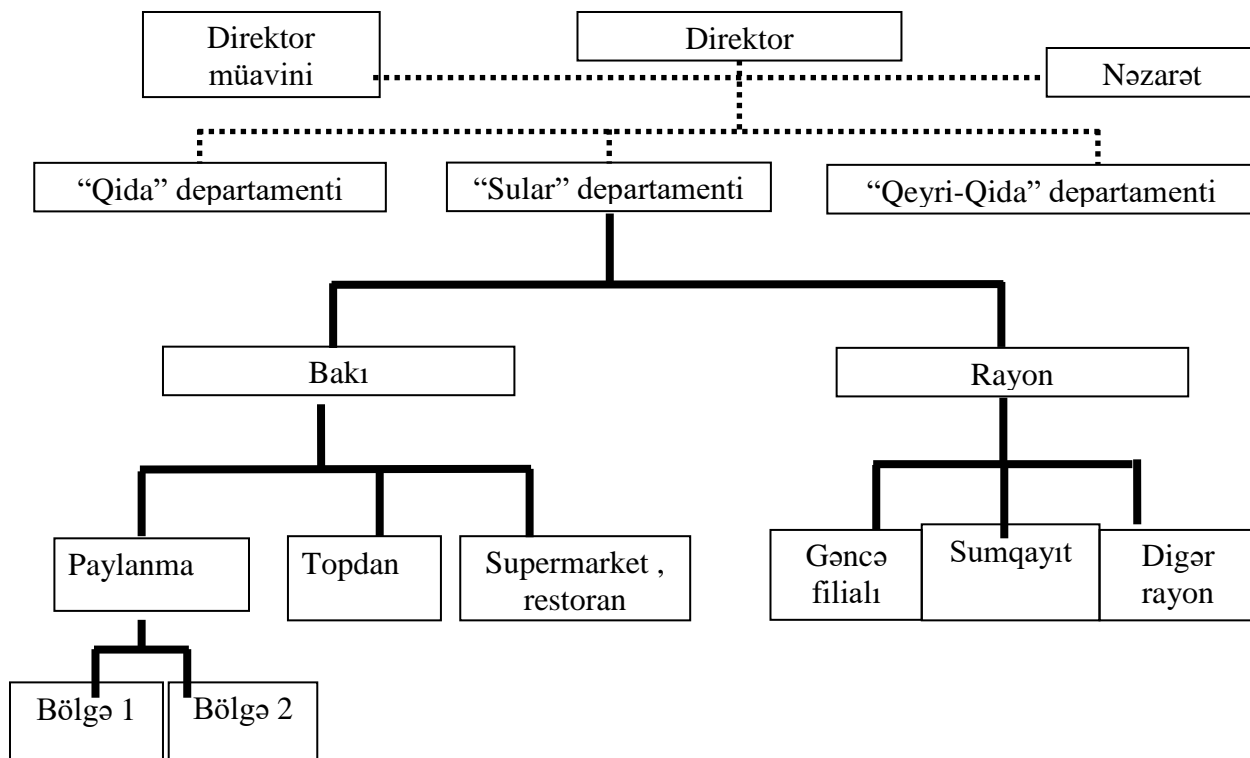 Direktor
müavini
Direktor
Nəzarət
“Qida” departamenti
“Sular” departamenti
“Qeyri-Qida” departamenti
Bakı
Rayon
Paylanma
Topdan
Supermarket ,
restoran
Gəncə
filialı
Sumqayıt
Digər
rayon
Bölgə 1
Bölgə 2